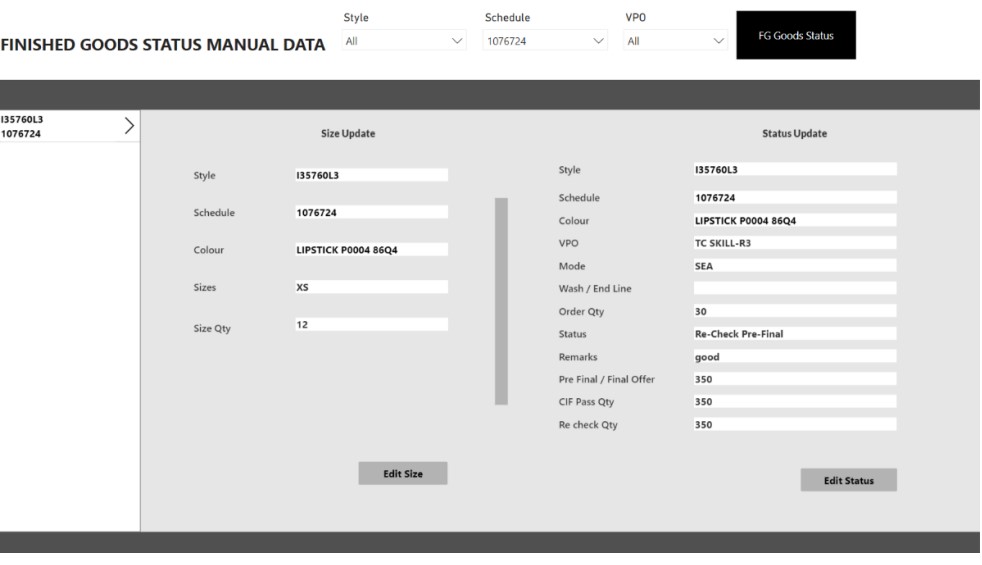 Style Schedule VPO
FINISHED GOODS STATUS MANUAL DATA All 1076724 All FG Goods Status
I35760L3
1076724
Size Update
Style I35760L3
Schedule 1076724
Colour LIPSTICK P0004 86Q4
Sizes XS
Size Qty 12
Edit Size
Status Update
Style I35760L3
Schedule 1076724
Colour LIPSTICK P0004 86Q4
VPO TC SKILL-R3
Mode SEA
Wash / End Line
Order Qty 30
Status Re-Check Pre-Final
Remarks good
Pre Final / Final Offer 350
CIF Pass Qty 350
Re check Qty 350
Edit Status